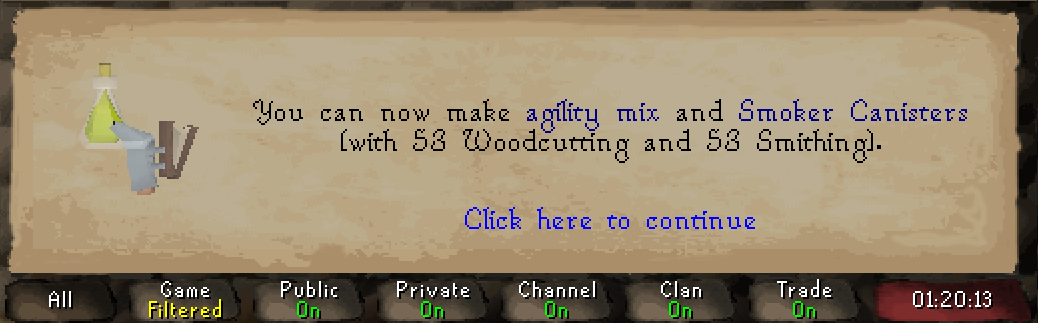 You can now make agility mix and Smoker Canisters
(with 53 Woodcutting and 53 Smithing).
Click here to continue
All
Game
Filtered
Public
On
Private
On
Channel
On
Clan
On
Trade
On
01:20:13